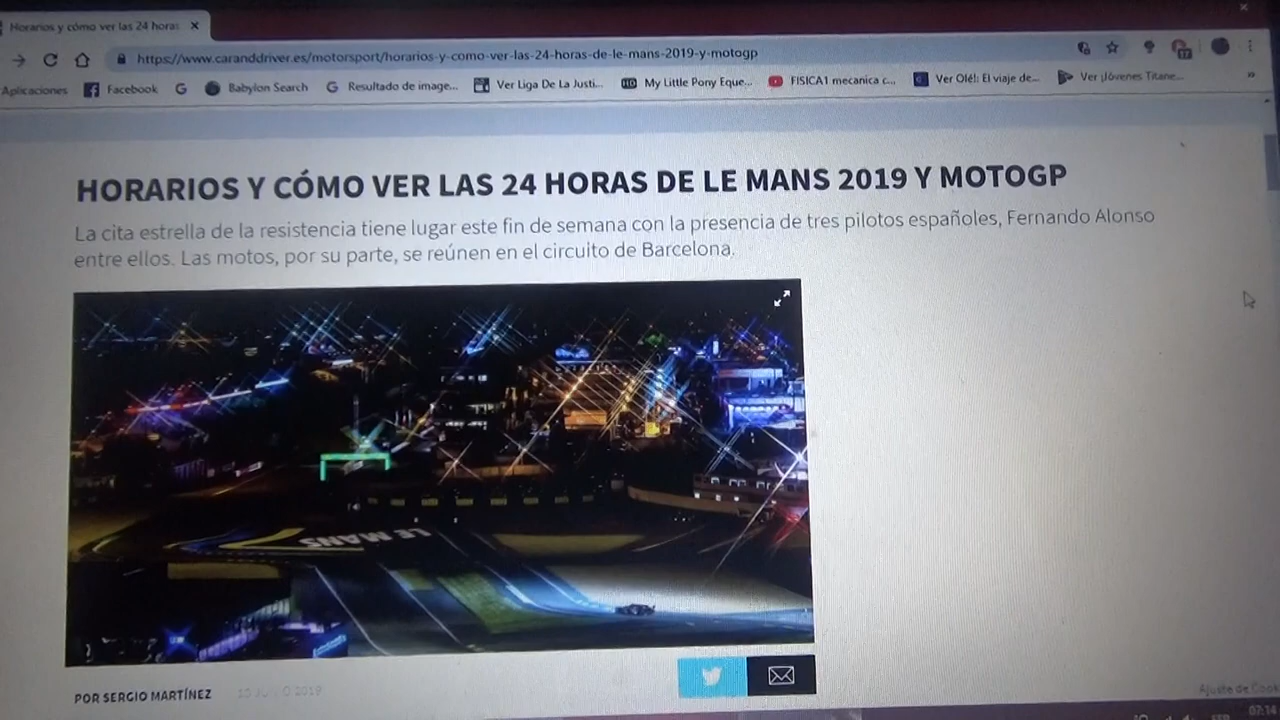 Horarios y cómo ver las 24 horas
https://www.caranddriver.es/motorsport/horarios-y-como-ver-las-24-horas-de-le-mans-2019-y-motogp
Aplicaciones Facebook Babylon Search Resultado de image... Ver Liga De La Justi... My Little Pony Eque... FISICA1 mecanica c... Ver Olé!: El viaje de... Ver ¡Jóvenes Titane...
HORARIOS Y CÓMO VER LAS 24 HORAS DE LE MANS 2019 Y MOTOGP
La cita estrella de la resistencia tiene lugar este fin de semana con la presencia de tres pilotos españoles, Fernando Alonso
entre ellos. Las motos, por su parte, se reúnen en el circuito de Barcelona.
LE MANS
POR SERGIO MARTÍNEZ 2019
Ajuste de
07:14